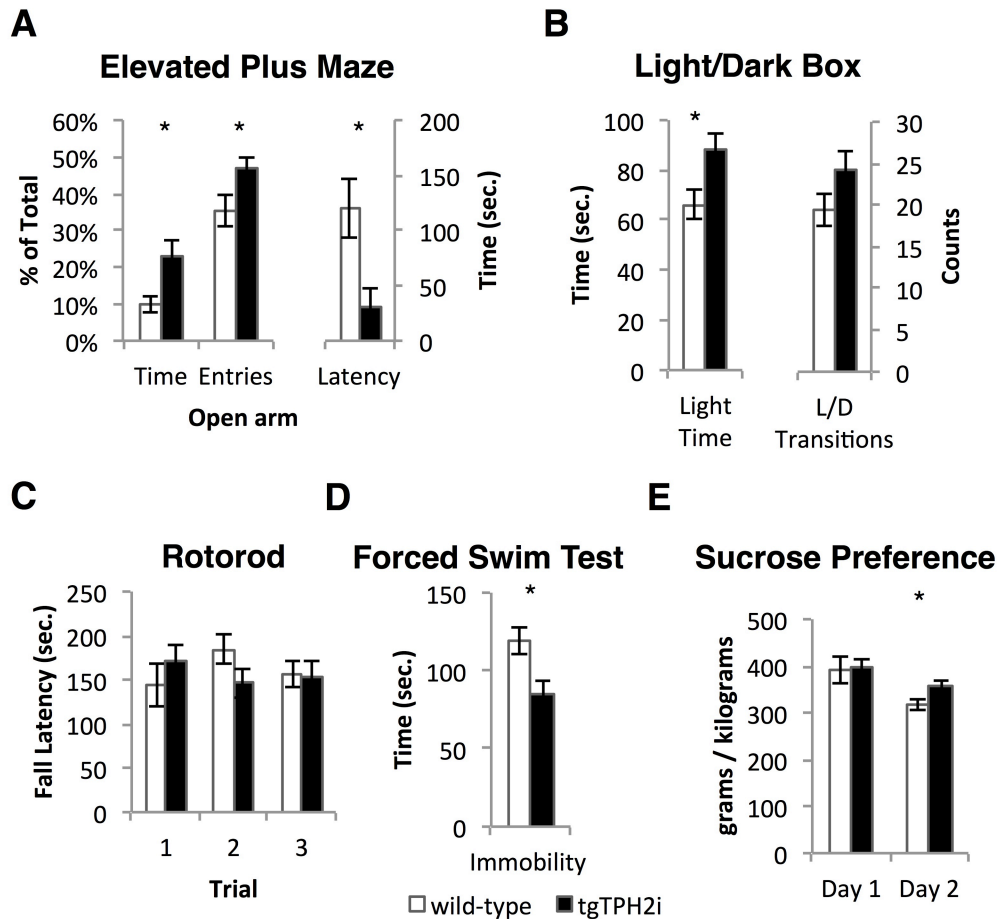 A
Elevated Plus Maze
% of Total
60%
50%
40%
30%
20%
10%
0%
* * *
200
150
100
50
0
Time (sec.)
Time Entries Latency
Open arm
B
Light/Dark Box
Time (sec.)
100
80
60
40
20
0
*
30
25
20
15
10
5
0
Counts
Light
Time
L/D
Transitions
C
Rotorod
Fall Latency (sec.)
250
200
150
100
50
0
1 2 3
Trial
D
Forced Swim Test
Time (sec.)
150
100
50
0
*
Immobility
E
Sucrose Preference
grams / kilograms
500
400
300
200
100
0
*
Day 1 Day 2
wild-type tgTPH2i